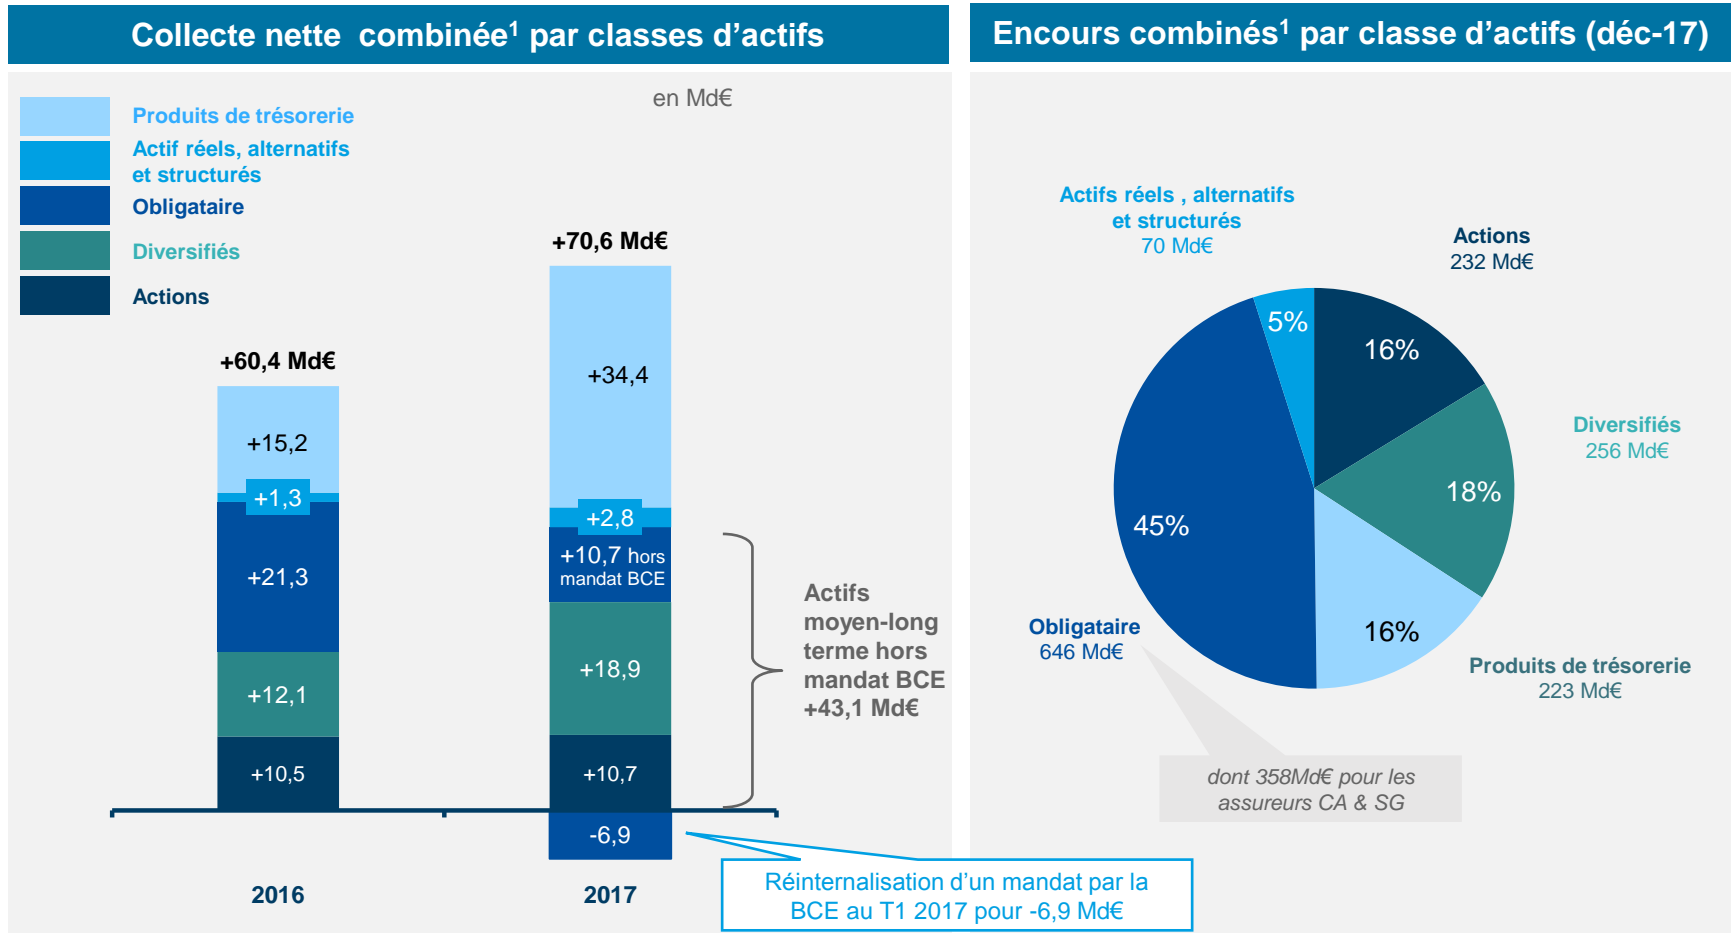 Collecte nette combinée1 par classes d'actifs
en Md€
Produits de trésorerie
Actif réels, alternatifs
et structurés
Obligataire
Diversifiés
Actions
+60,4 Md€
+15,2
+1,3
+21,3
+12,1
+10,5
2016
+70,6 Md€
+34,4
+2,8
+10,7 hors
mandat BCE
+18,9
+10,7
-6,9
2017
Actifs
moyen-long
terme hors
mandat BCE
+43,1 Md€
Réinternalisation d'un mandat par la
BCE au T1 2017 pour -6,9 Md€
Encours combinés1 par classe d'actifs (déc-17)
Actifs réels , alternatifs
et structurés
70 Md€
Actions
232 Md€
5%
16%
Diversifiés
256 Md€
18%
45%
Obligataire
646 Md€
16%
Produits de trésorerie
223 Md€
dont 358Md€ pour les
assureurs CA & SG